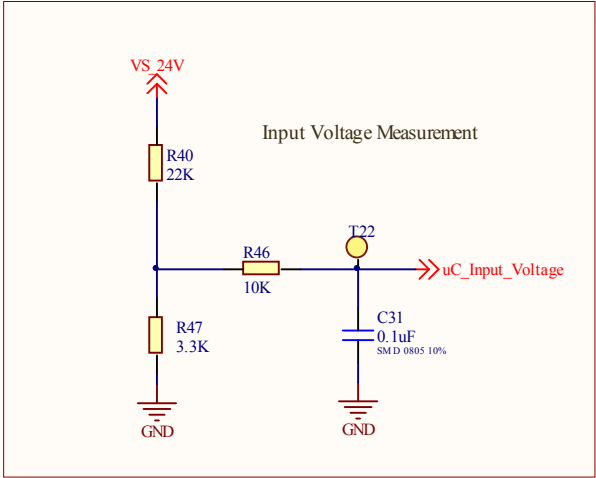 VS_24V
Input Voltage Measurement
R40
22K
T22
R46
uC_Input_Voltage
10K
C31
R47
0.1uF
3.3K
SMD 0805 10%
GND
GND